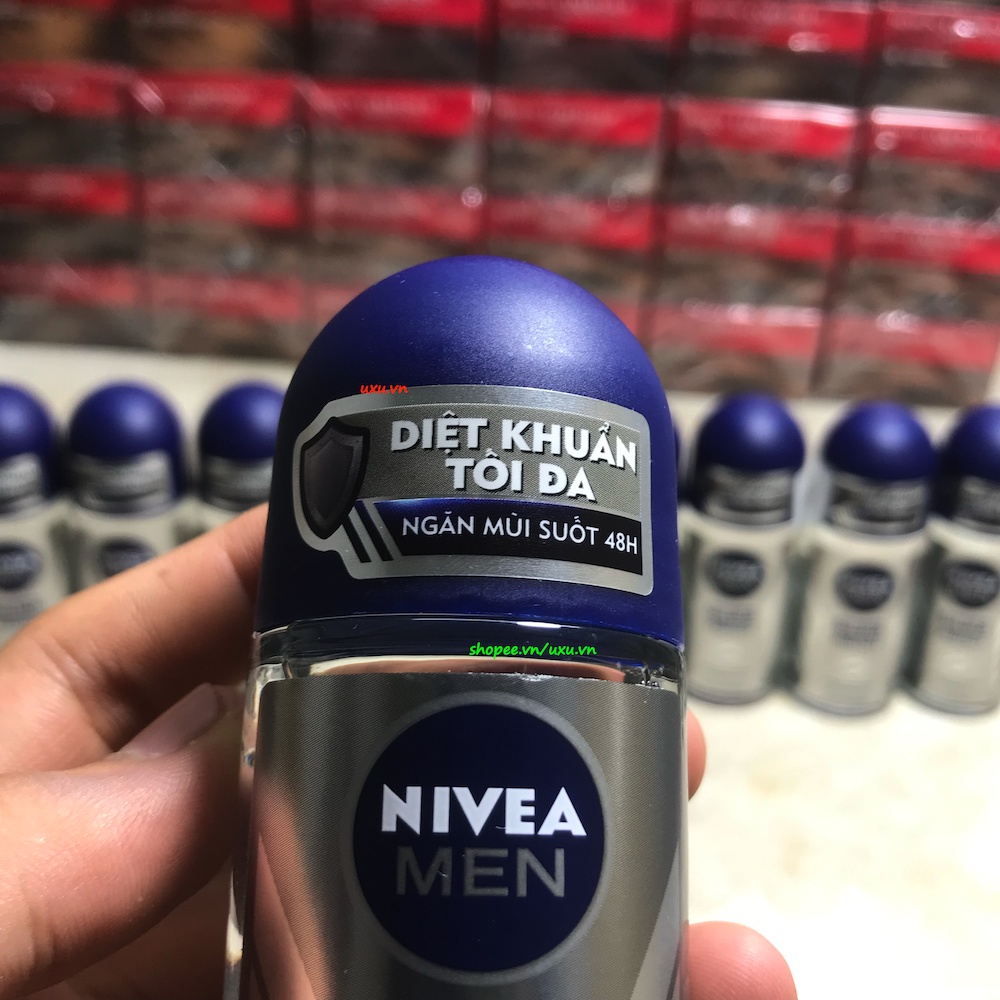 uxu.vn
DIỆT KHUẨN
TỐI ĐA
NGĂN MÙI SUỐT 48H
shopee.vn/uxu.vn
NIVEA
MEN